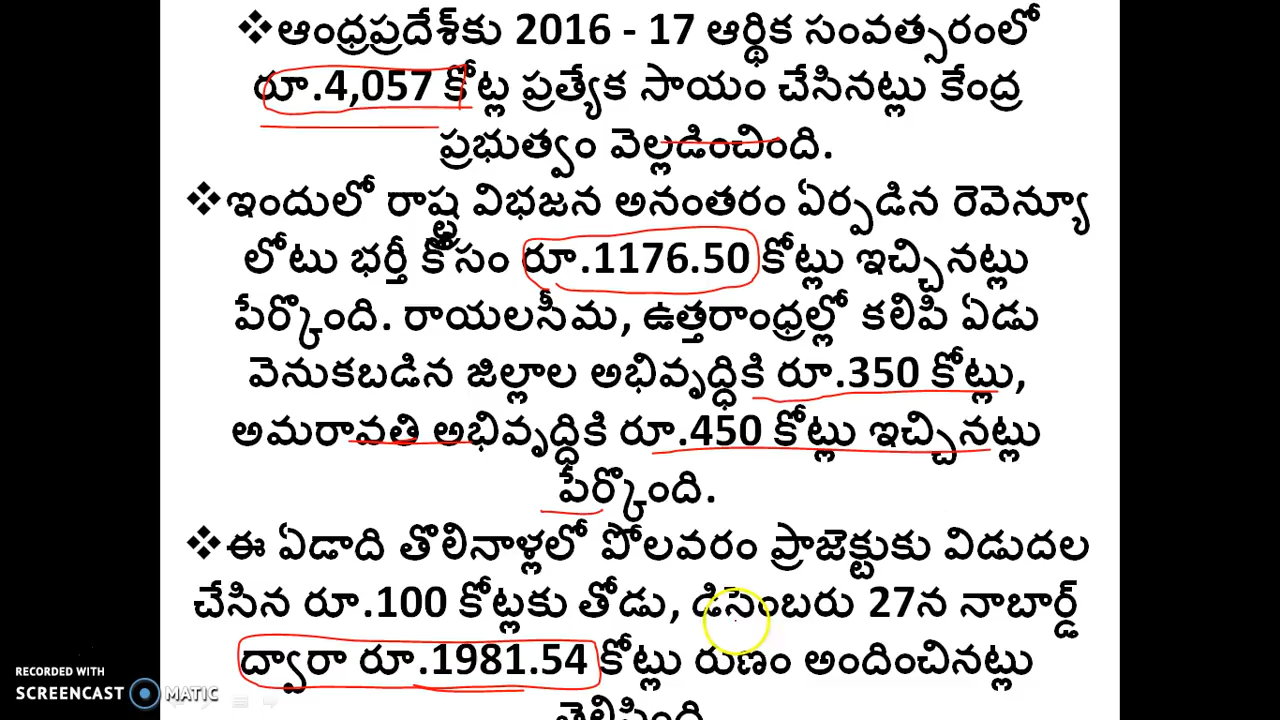 ❖ఆంధ్రప్రదేశ్‌కు 2016 - 17 ఆర్థిక సంవత్సరంలో
రూ.4,057 కోట్ల ప్రత్యేక సాయం చేసినట్లు కేంద్ర
ప్రభుత్వం వెల్లడించింది.
❖ఇందులో రాష్ట్ర విభజన అనంతరం ఏర్పడిన రెవెన్యూ
లోటు భర్తీ కోసం రూ.1176.50 కోట్లు ఇచ్చినట్లు
పేర్కొంది. రాయలసీమ, ఉత్తరాంధ్రల్లో కలిపి ఏడు
వెనుకబడిన జిల్లాల అభివృద్ధికి రూ.350 కోట్లు,
అమరావతి అభివృద్ధికి రూ.450 కోట్లు ఇచ్చినట్లు
పేర్కొంది.
❖ఈ ఏడాది తొలినాళ్లలో పోలవరం ప్రాజెక్టుకు విడుదల
చేసిన రూ.100 కోట్లకు తోడు, డిసెంబరు 27న నాబార్డ్
ద్వారా రూ.1981.54 కోట్లు రుణం అందించినట్లు
తెలిపింది.
RECORDED WITH
SCREENCAST MATIC